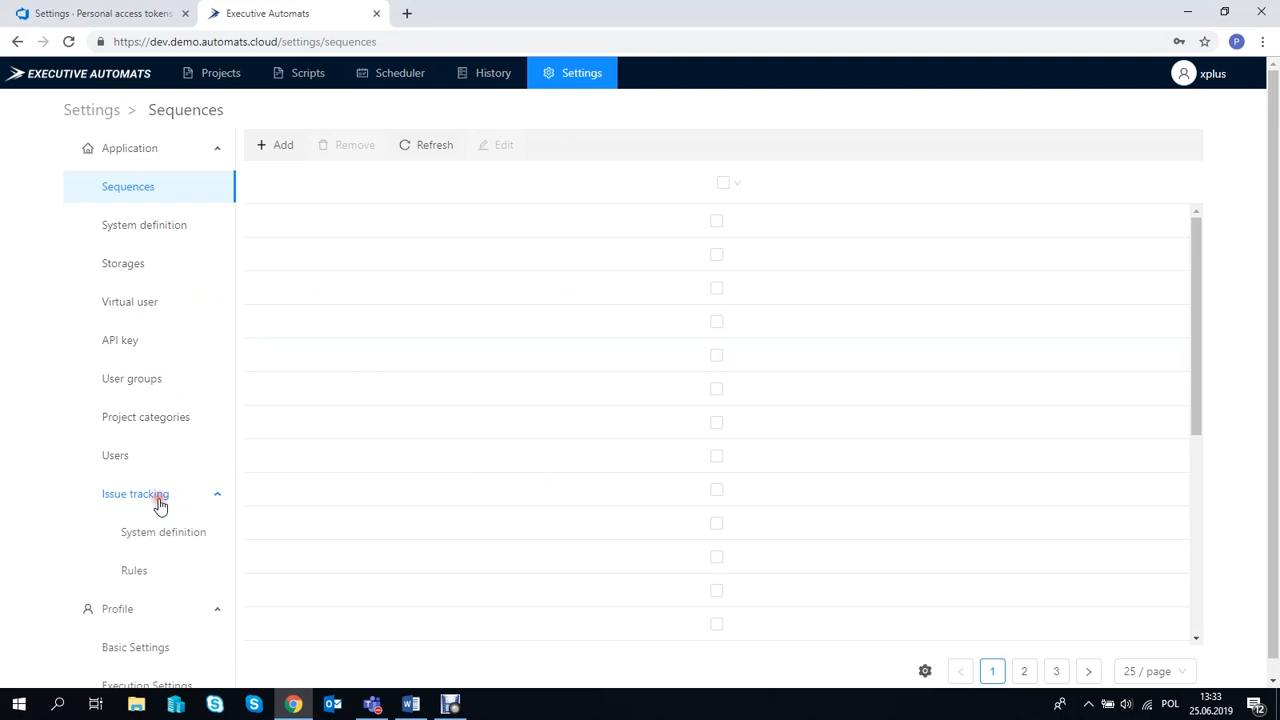 Settings - Personal access tokens
Executive Automats
https://dev.demo.automats.cloud/settings/sequences
P
EXECUTIVE AUTOMATS
Projects
Scripts
Scheduler
History
Settings
xplus
Settings > Sequences
Application
+ Add
Remove
Refresh
Edit
Sequences
System definition
Storages
Virtual user
API key
User groups
Project categories
Users
Issue tracking
System definition
Rules
Profile
Basic Settings
Execution Settings
< 1 2 3 > 25 / page
POL
13:33
25.06.2019
12